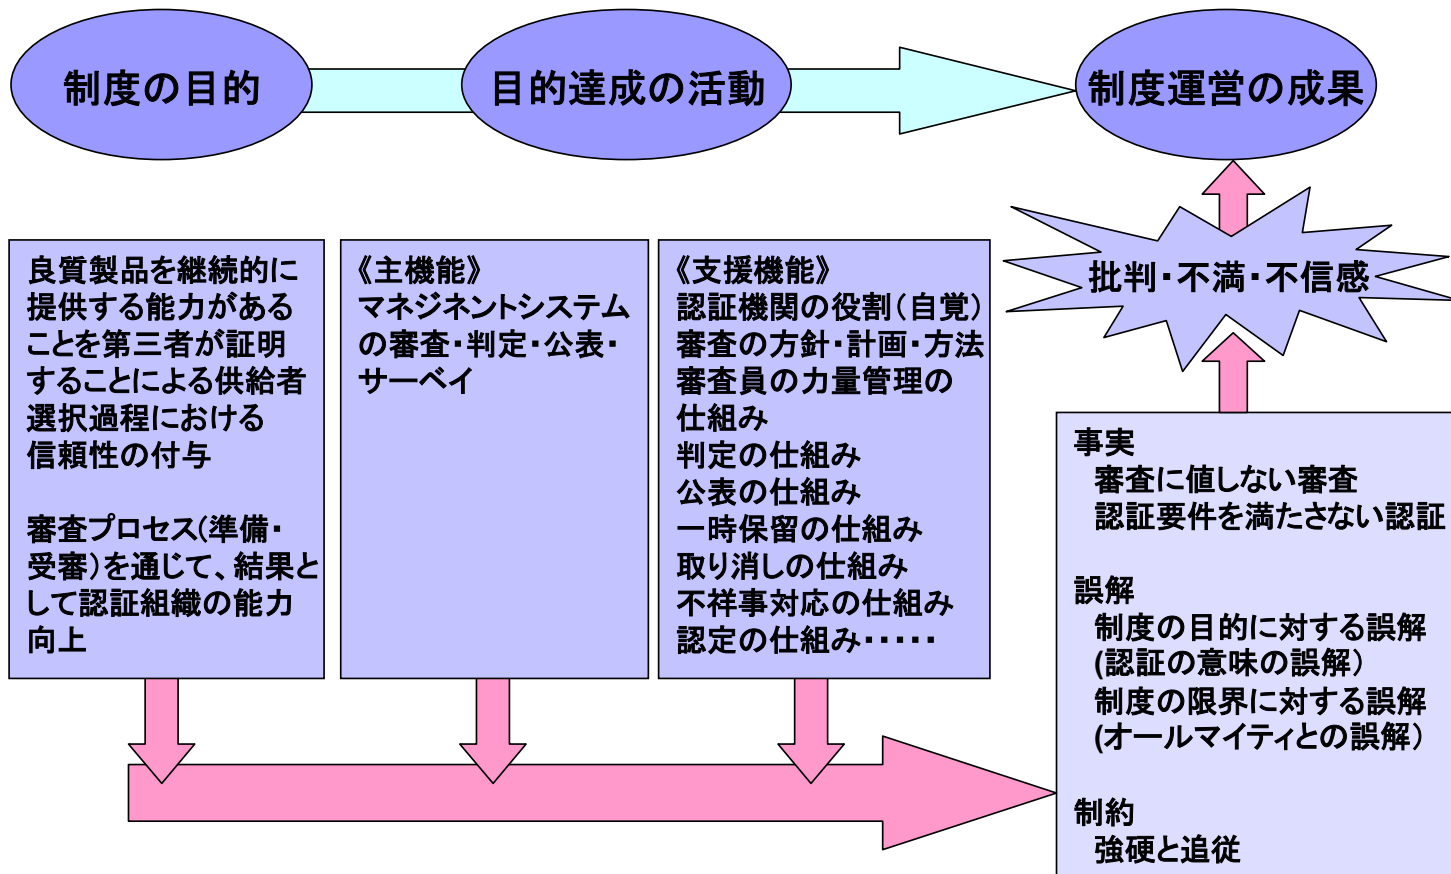 制度の目的
目的達成の活動
制度運営の成果
良質製品を継続的に
提供する能力がある
ことを第三者が証明
することによる供給者
選択過程における
信頼性の付与
審査プロセス(準備・
受審)を通じて、結果と
して認証組織の能力
向上
《主機能》
マネジネントシステム
の審査・判定・公表・
サーベイ
《支援機能》
認証機関の役割(自覚)
審査の方針・計画・方法
審査員の力量管理の
仕組み
判定の仕組み
公表の仕組み
一時保留の仕組み
取り消しの仕組み
不祥事対応の仕組み
認定の仕組み・・・・・
批判・不満・不信感
事実
審査に値しない審査
認証要件を満たさない認証
誤解
制度の目的に対する誤解
(認証の意味の誤解)
制度の限界に対する誤解
(オールマイティとの誤解)
制約
強硬と追従